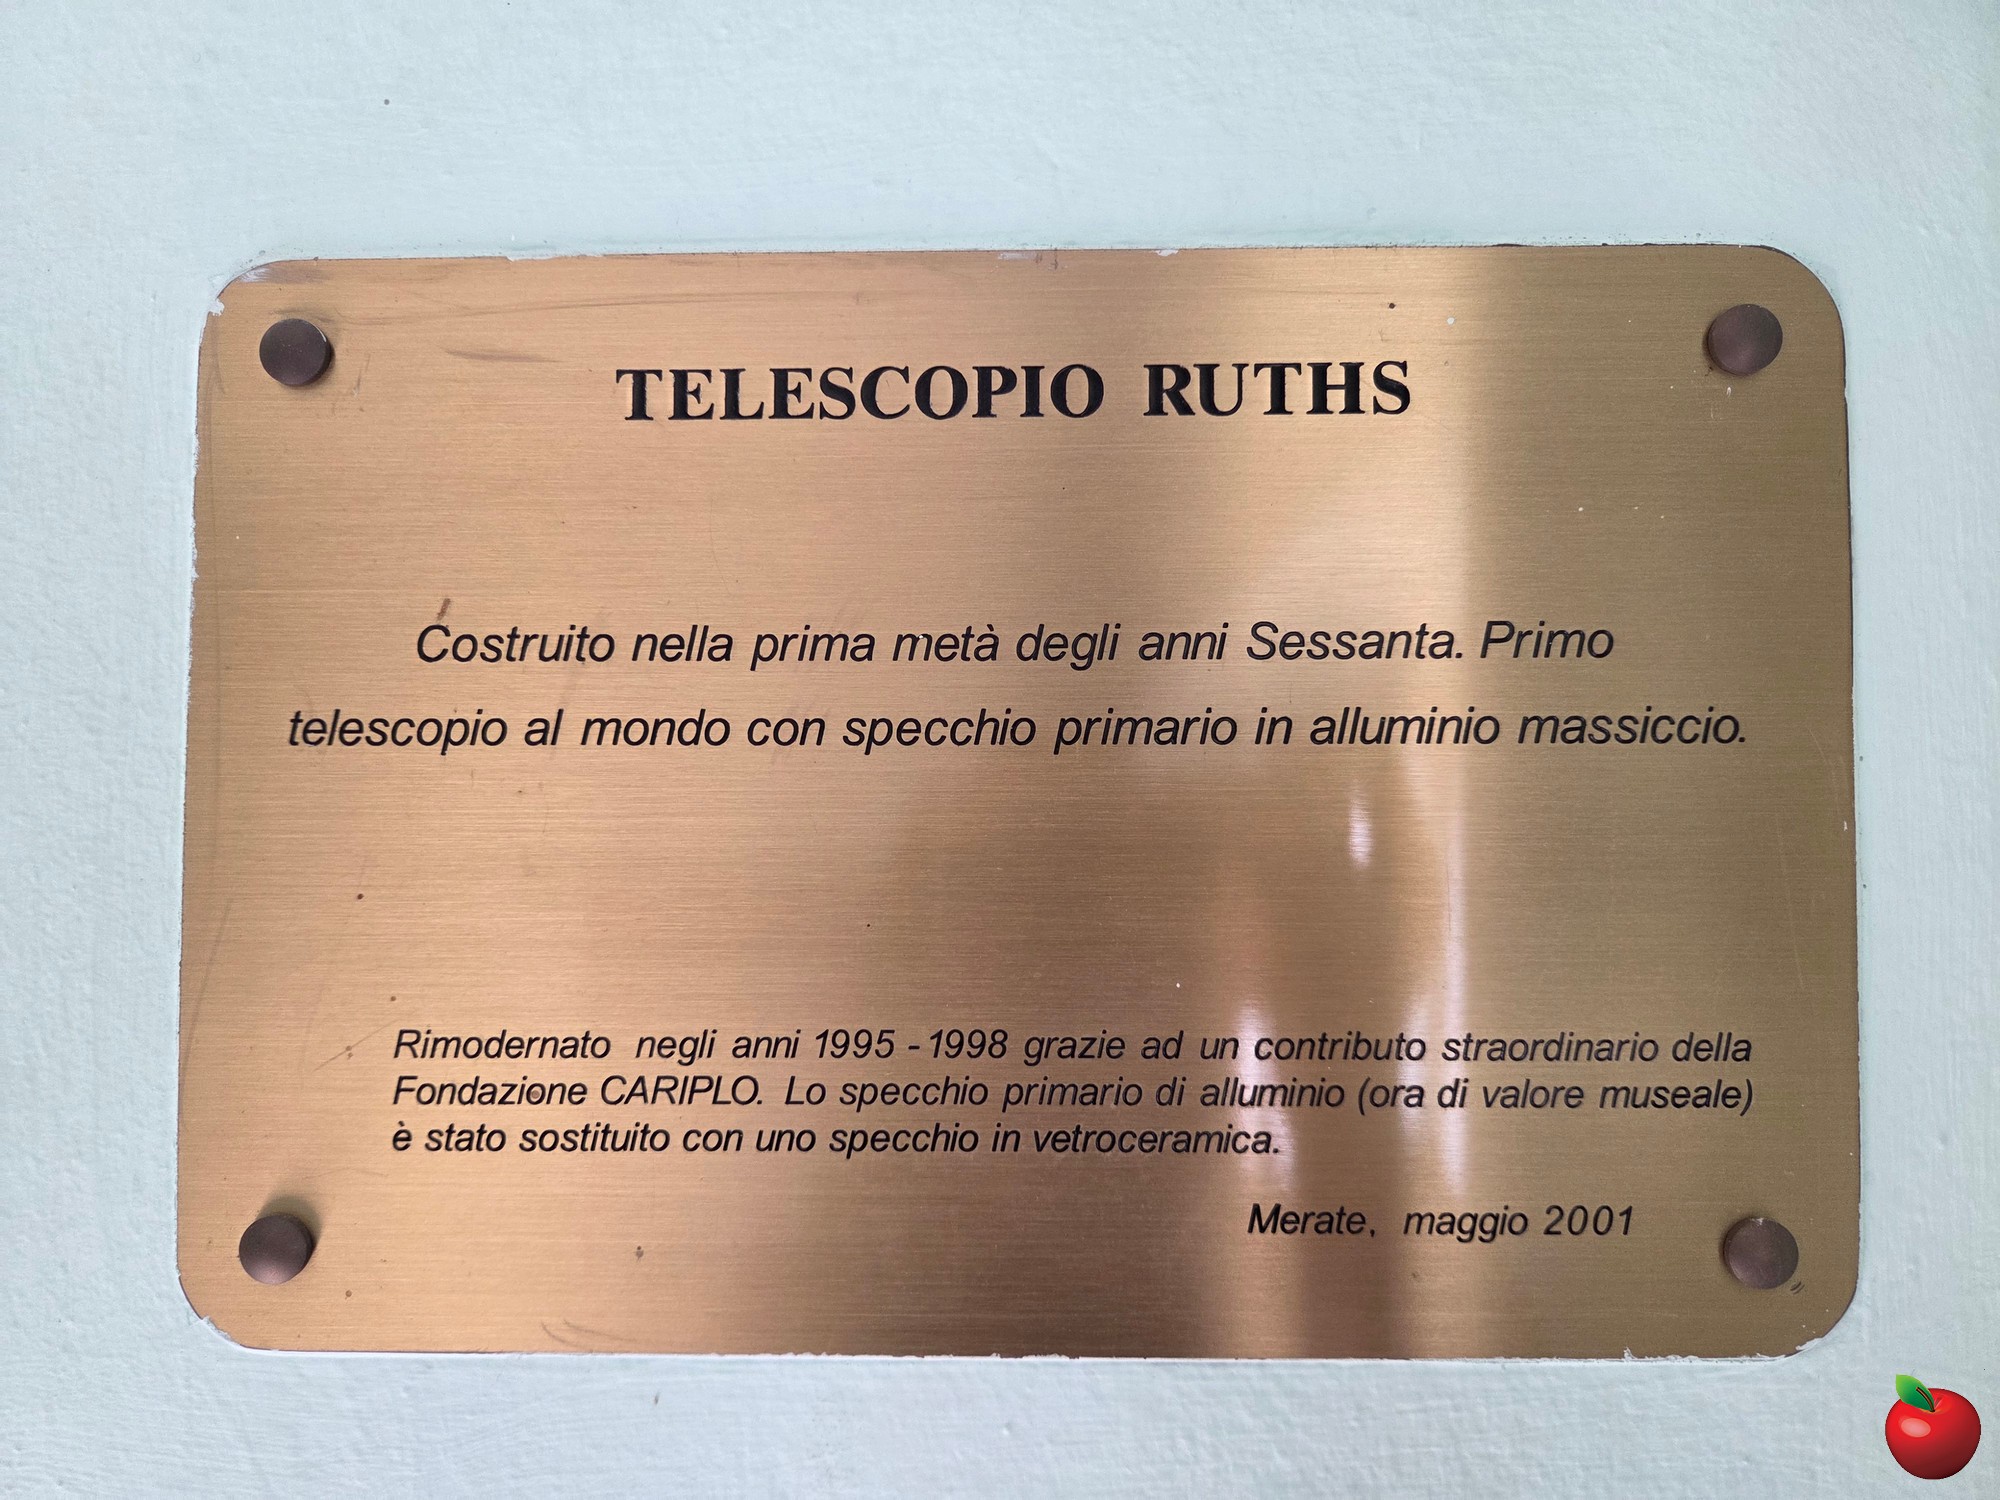 TELESCOPIO RUTHS
Costruito nella prima metà degli anni Sessanta. Primo
telescopio al mondo con specchio primario in alluminio massiccio.
Rimodernato negli anni 1995 - 1998 grazie ad un contributo straordinario della
Fondazione CARIPLO. Lo specchio primario di alluminio (ora di valore museale)
è stato sostituito con uno specchio in vetroceramica.
Merate, maggio 2001